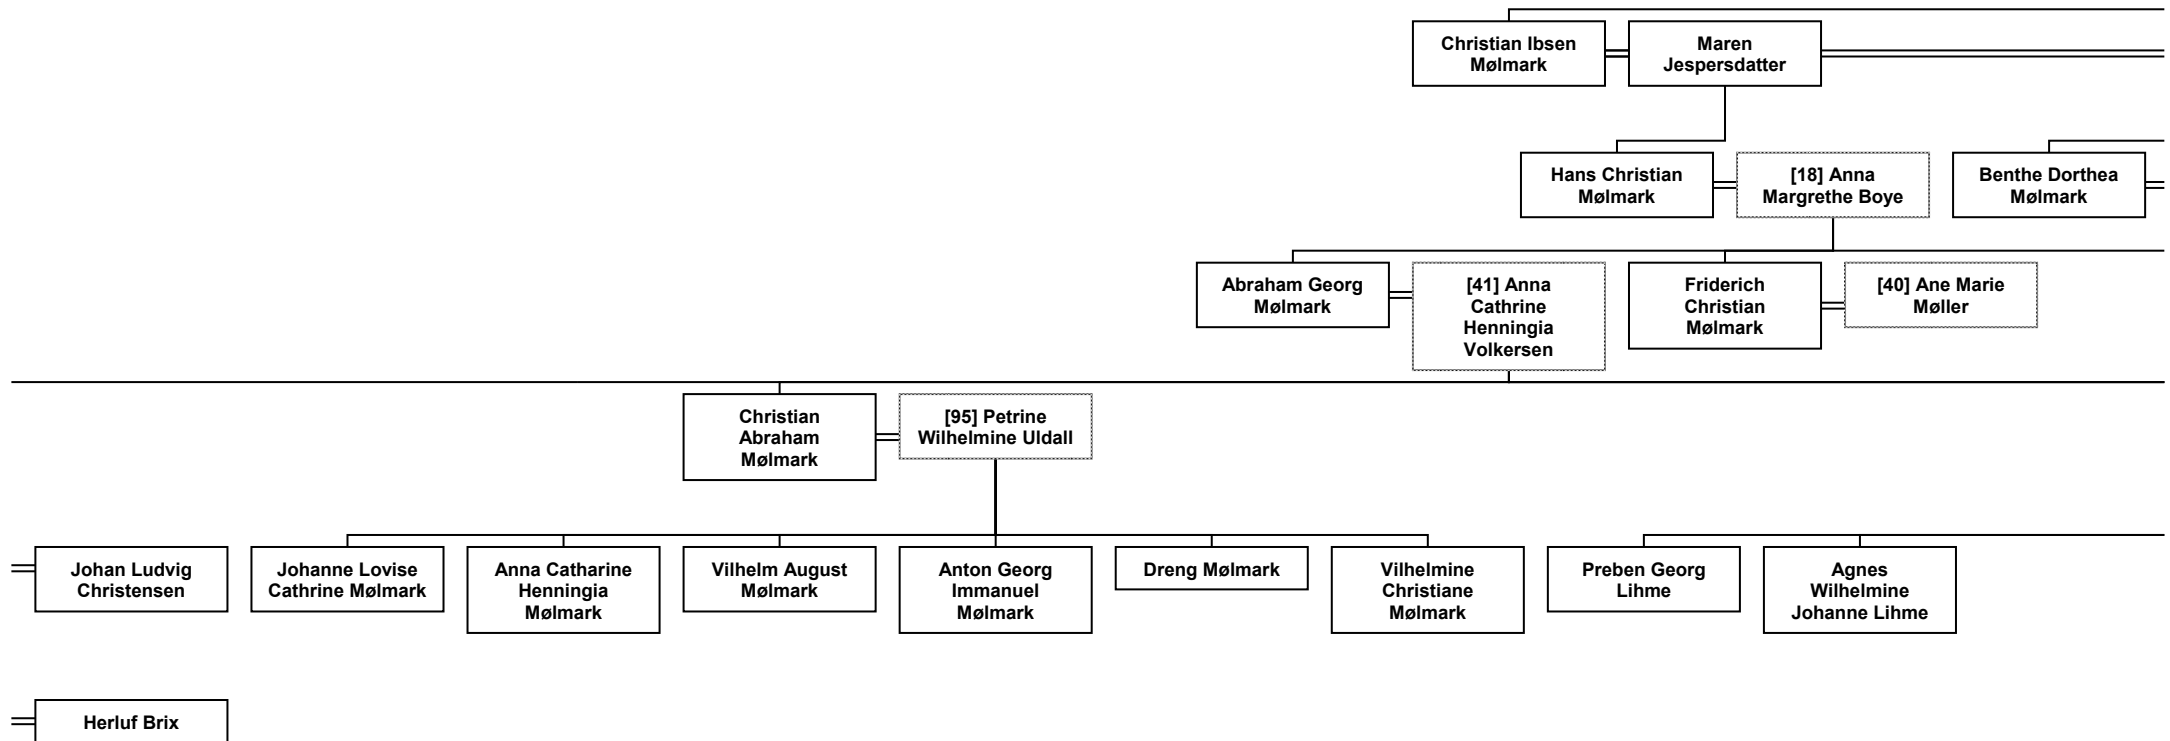 Christian Ibsen
Mølmark
Maren
Jespersdatter
Hans Christian
Mølmark
[18] Anna
Margrethe Boye
Benthe Dorthea
Mølmark
Abraham Georg
Mølmark
[41] Anna
Cathrine
Henningia
Volkersen
Friderich
Christian
Mølmark
[40] Ane Marie
Møller
Christian
Abraham
Mølmark
[95] Petrine
Wilhelmine Uldall
Johan Ludvig
Christensen
Johanne Lovise
Cathrine Mølmark
Anna Catharine
Henningia
Mølmark
Vilhelm August
Mølmark
Anton Georg
Immanuel
Mølmark
Dreng Mølmark
Vilhelmine
Christiane
Mølmark
Preben Georg
Lihme
Agnes
Wilhelmine
Johanne Lihme
Herluf Brix